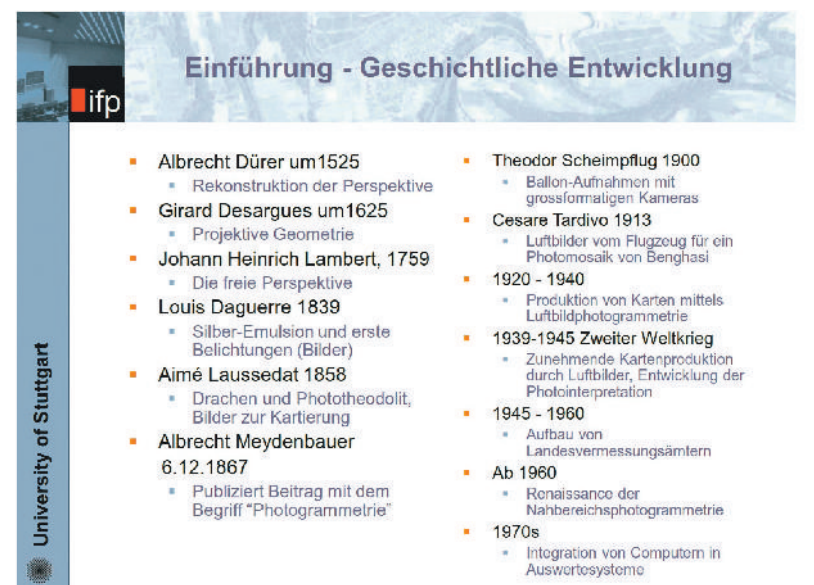 Einführung - Geschichtliche Entwicklung
ifp
Albrecht Dürer um1525
Rekonstruktion der Perspektive
Girard Desargues um1625
Projektive Geometrie
Johann Heinrich Lambert, 1759
Die freie Perspektive
Louis Daguerre 1839
Silber-Emulsion und erste
Belichtungen (Bilder)
Aimé Laussedat 1858
Drachen und Phototheodolit,
Bilder zur Kartierung
Albrecht Meydenbauer
6.12.1867
Publiziert Beitrag mit dem
Begriff "Photogrammetrie"
Theodor Scheimpflug 1900
Ballon-Aufnahmen mit
grossformatigen Kameras
Cesare Tardivo 1913
Luftbilder vom Flugzeug für ein
Photomosaik von Benghasi
1920 - 1940
Produktion von Karten mittels
Luftbildphotogrammetrie
1939-1945 Zweiter Weltkrieg
Zunehmende Kartenproduktion
durch Luftbilder, Entwicklung der
Photointerpretation
1945 - 1960
Aufbau von
Landesvermessungsämtern
Ab 1960
Renaissance der
Nahbereichsphotogrammetrie
1970s
Integration von Computern in
Auswertesysteme
University of Stuttgart